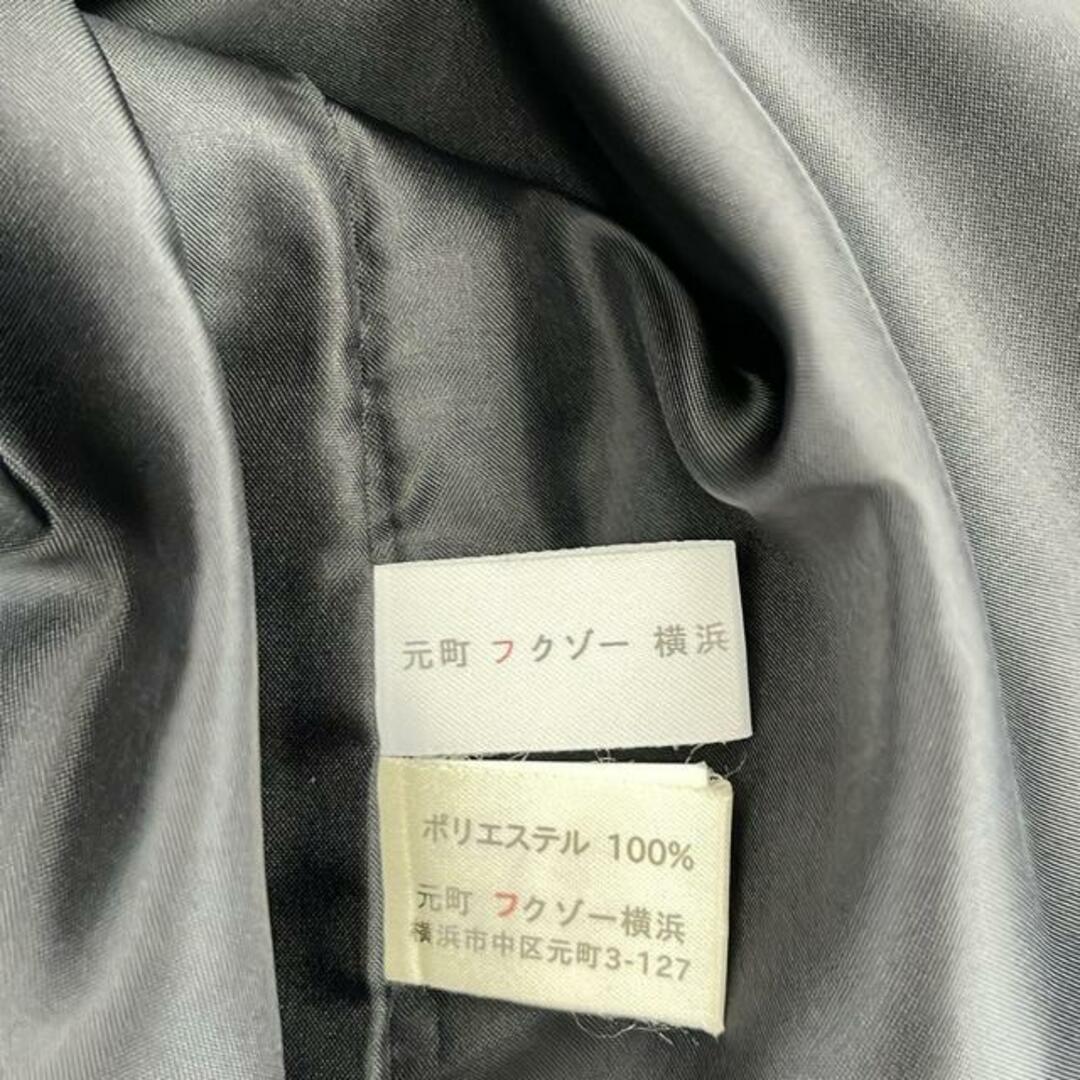 元町 フクゾー 横浜
ポリエステル 100%
元町 フクゾー横浜
横浜市中区元町3-127